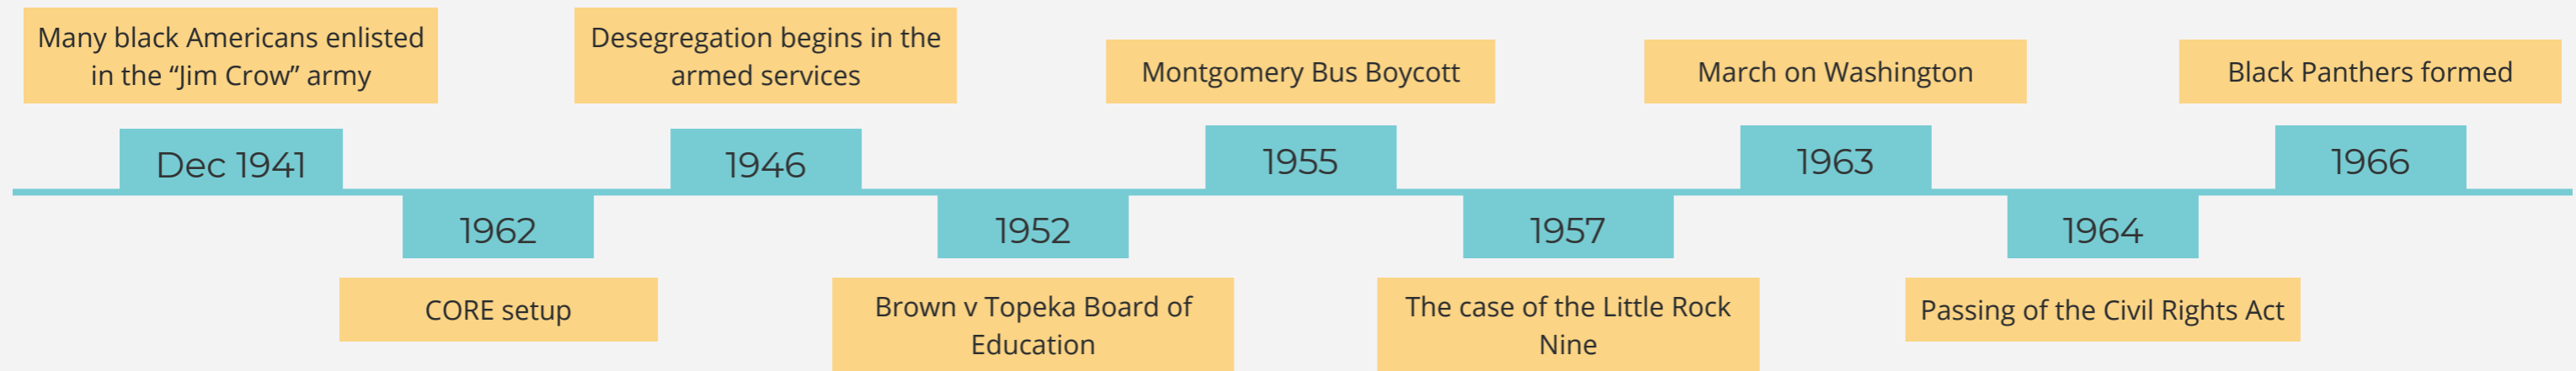 Many black Americans enlisted
in the “Jim Crow” army
Dec 1941
1962
CORE setup
Desegregation begins in the
armed services
1946
1952
Brown v Topeka Board of
Education
Montgomery Bus Boycott
1955
1957
The case of the Little Rock
Nine
March on Washington
1963
1964
Passing of the Civil Rights Act
Black Panthers formed
1966